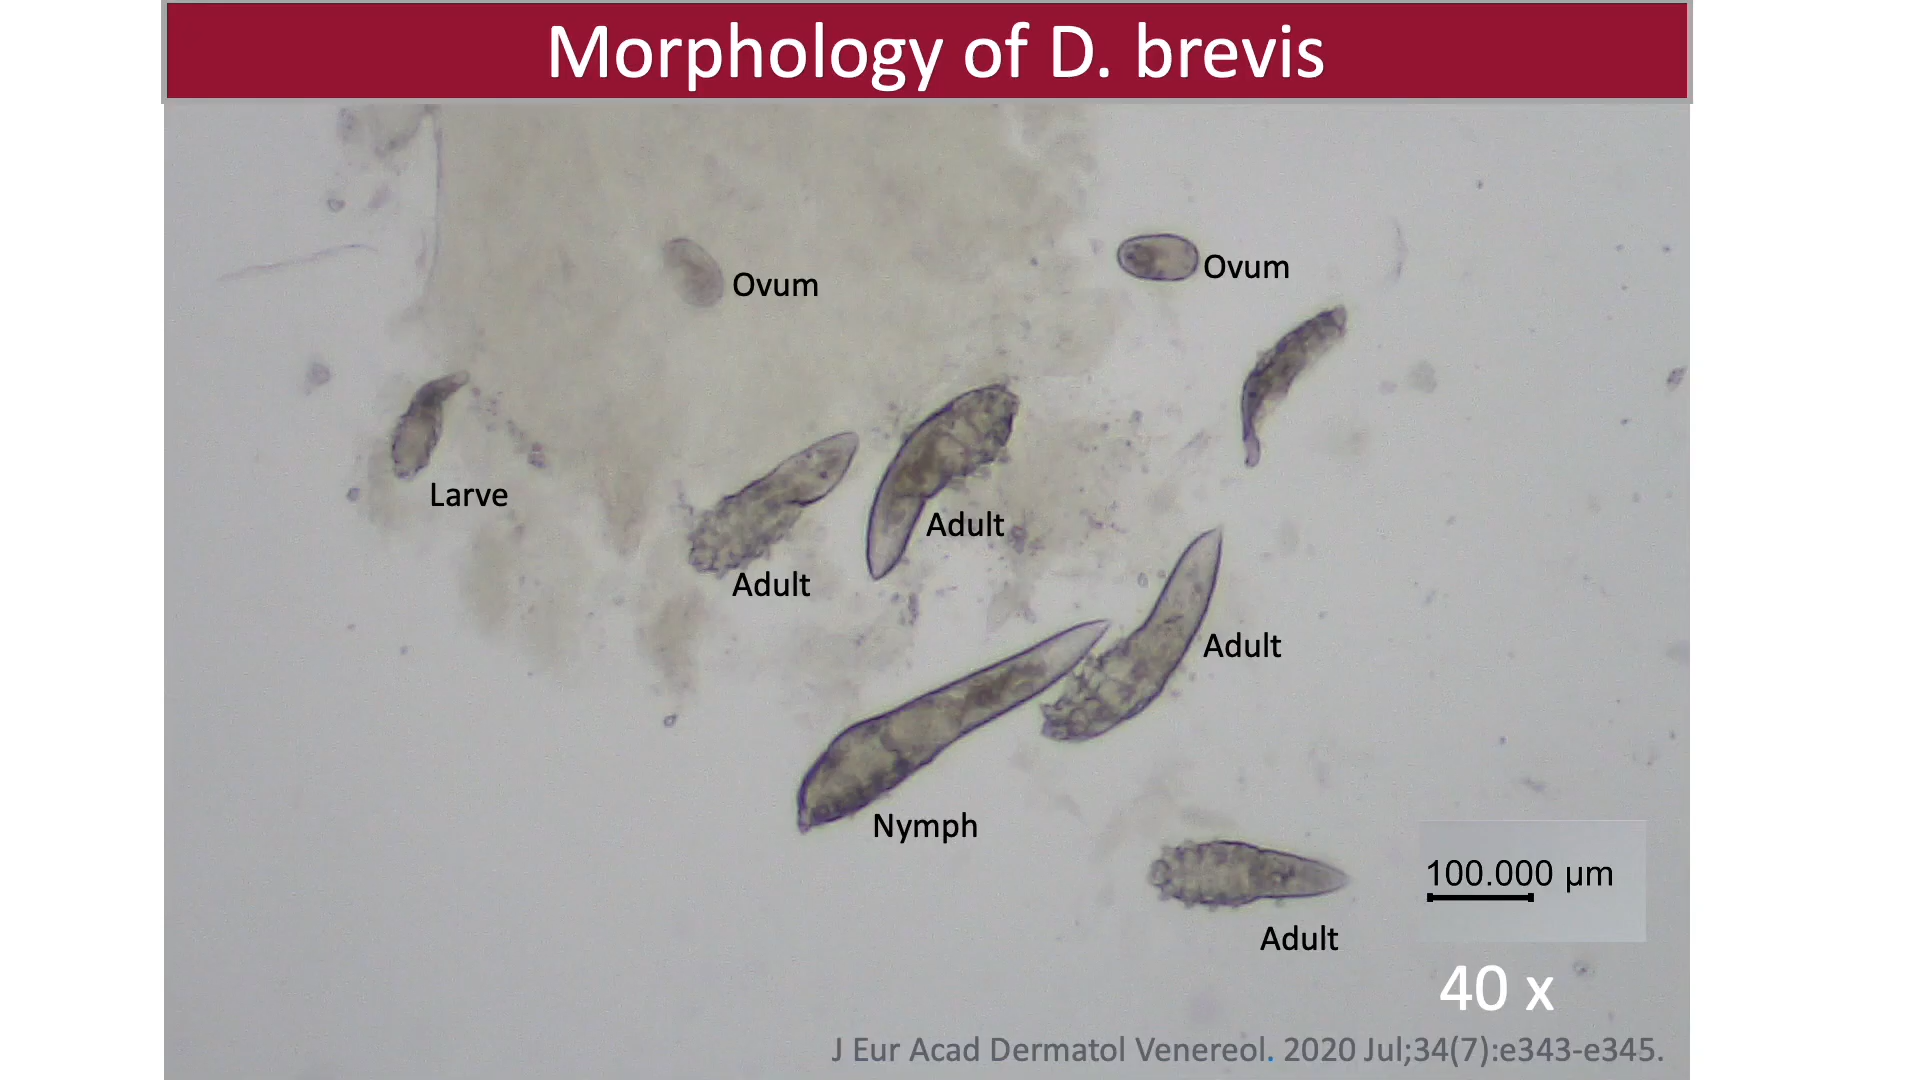 Morphology of D. brevis
Ovum
Ovum
Larve
Adult
Adult
Adult
Nymph
100.000 µm
Adult
40 x
J Eur Acad Dermatol Venereol. 2020 Jul;34(7):e343-e345.